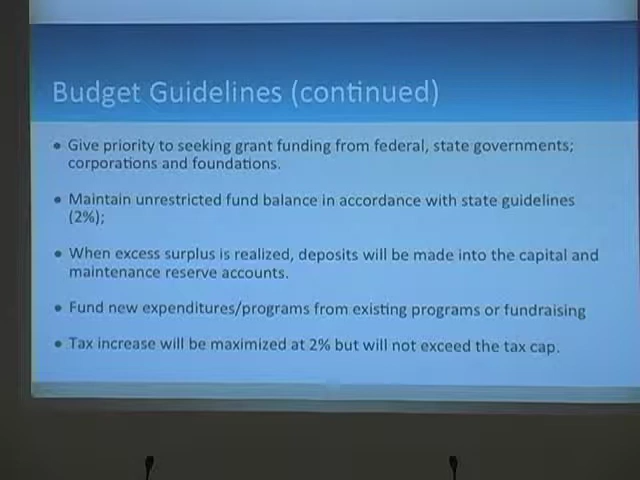 Budget Guidelines (continued)
• Give priority to seeking grant funding from federal, state governments;
corporations and foundations.
• Maintain unrestricted fund balance in accordance with state guidelines
(2%);
• When excess surplus is realized, deposits will be made into the capital and
maintenance reserve accounts.
• Fund new expenditures/programs from existing programs or fundraising
• Tax increase will be maximized at 2% but will not exceed the tax cap.